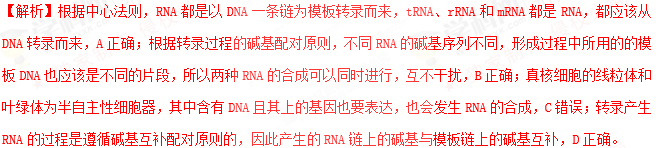 【解析】根据中心法则，RNA 都是以 DNA 一条链为模板转录而来，tRNA、rRNA 和 mRNA 都是 RNA，都应该从
DNA 转录而来，A 正确；根据转录过程的碱基配对原则，不同 RNA 的碱基序列不同，形成过程中所用的的模
板 DNA 也应该是不同的片段，所以两种 RNA 的合成可以同时进行，互不干扰，B 正确；真核细胞的线粒体和
叶绿体为半自主性细胞器，其中含有 DNA 且其上的基因也要表达，也会发生 RNA 的合成，C 错误；转录产生
RNA 的过程是遵循碱基互补配对原则的，因此产生的 RNA 链上的碱基与模板链上的碱基互补，D 正确。